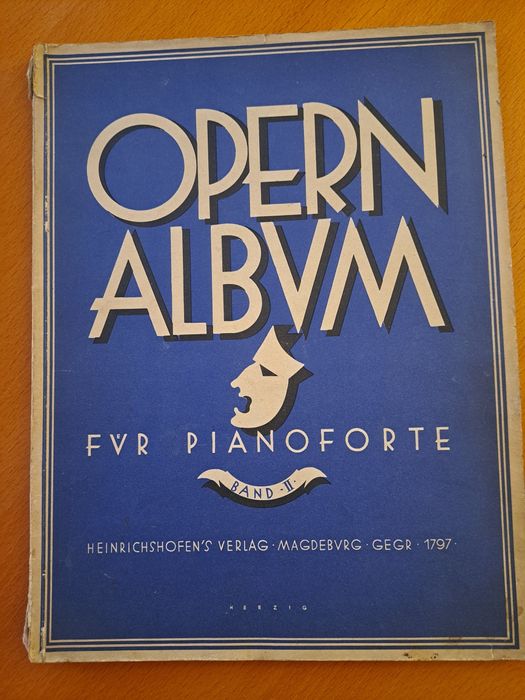 OPERN
ALBVM
FVR PIANOFORTE
BAND · II ·
HEINRICHSHOFEN'S VERLAG · MAGDEBVRG · GEGR · 1797 ·
HERZIG